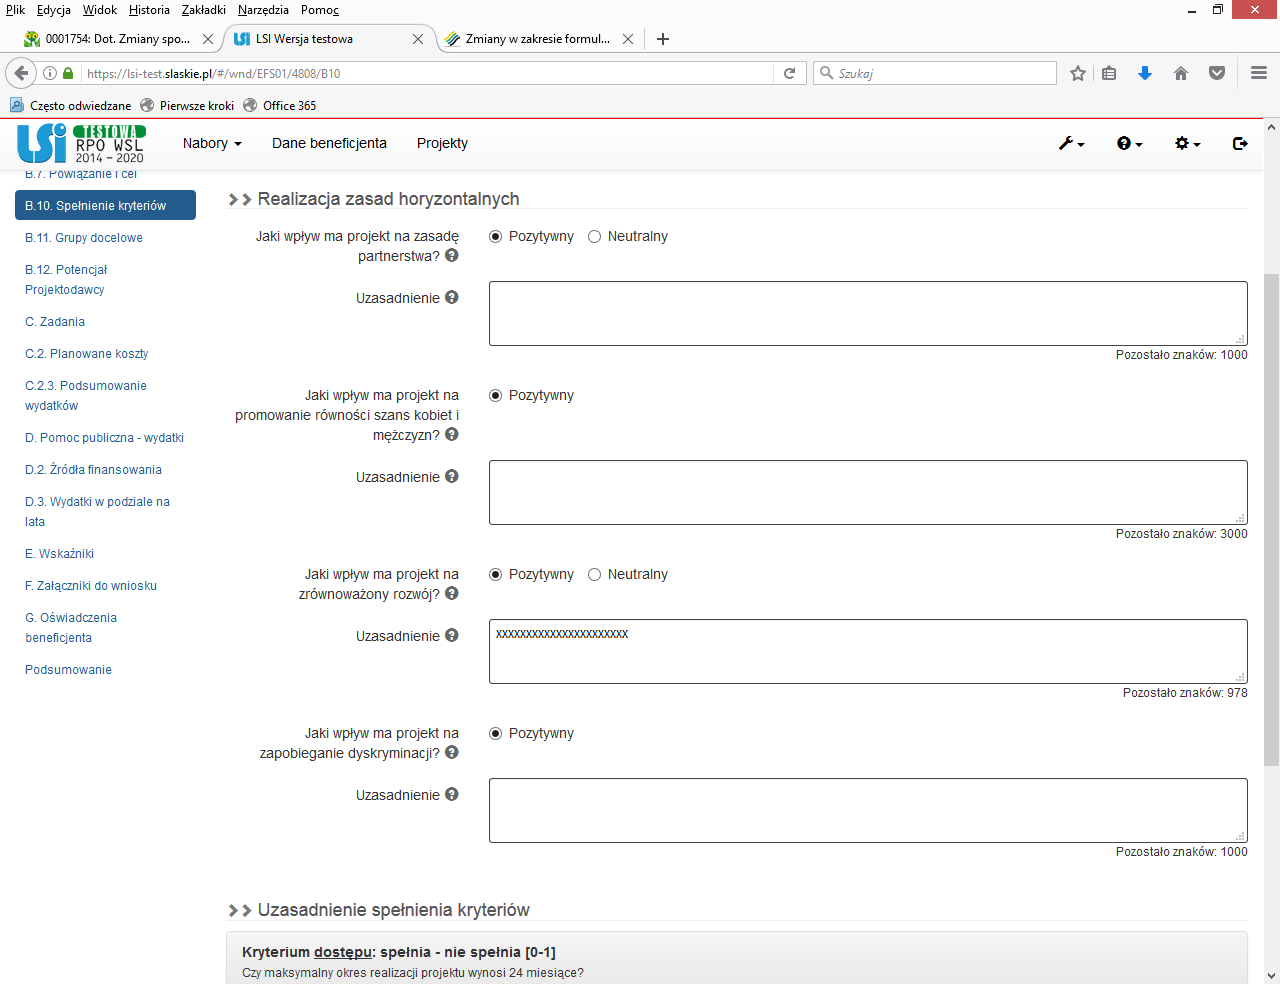 Plik Edycja Widok Historia Zakładki Narzędzia Pomoc
0001754: Dot. Zmiany spo...
LSI Wersja testowa
Zmiany w zakresie formul...
https://lsi-test.slaskie.pl/#/wnd/EFS01/4808/B10
Szukaj
Często odwiedzane Pierwsze kroki Office 365
LSI TESTOWA
RPO WSL
2014 – 2020
Nabory Dane beneficjenta Projekty
B.7. Powiązanie i cel
B.10. Spełnienie kryteriów
B.11. Grupy docelowe
B.12. Potencjał
Projektodawcy
C. Zadania
C.2. Planowane koszty
C.2.3. Podsumowanie
wydatków
D. Pomoc publiczna - wydatki
D.2. Źródła finansowania
D.3. Wydatki w podziale na
lata
E. Wskaźniki
F. Załączniki do wniosku
G. Oświadczenia
beneficjenta
Podsumowanie
Realizacja zasad horyzontalnych
Jaki wpływ ma projekt na zasadę
partnerstwa?
Pozytywny Neutralny
Uzasadnienie
Pozostało znaków: 1000
Jaki wpływ ma projekt na
promowanie równości szans kobiet i
mężczyzn?
Pozytywny
Uzasadnienie
Pozostało znaków: 3000
Jaki wpływ ma projekt na
zrównoważony rozwój?
Pozytywny Neutralny
Uzasadnienie
XXXXXXXXXXXXXXXXXXXXXX
Pozostało znaków: 978
Jaki wpływ ma projekt na
zapobieganie dyskryminacji?
Pozytywny
Uzasadnienie
Pozostało znaków: 1000
Uzasadnienie spełnienia kryteriów
Kryterium dostępu: spełnia - nie spełnia [0-1]
Czy maksymalny okres realizacji projektu wynosi 24 miesiące?